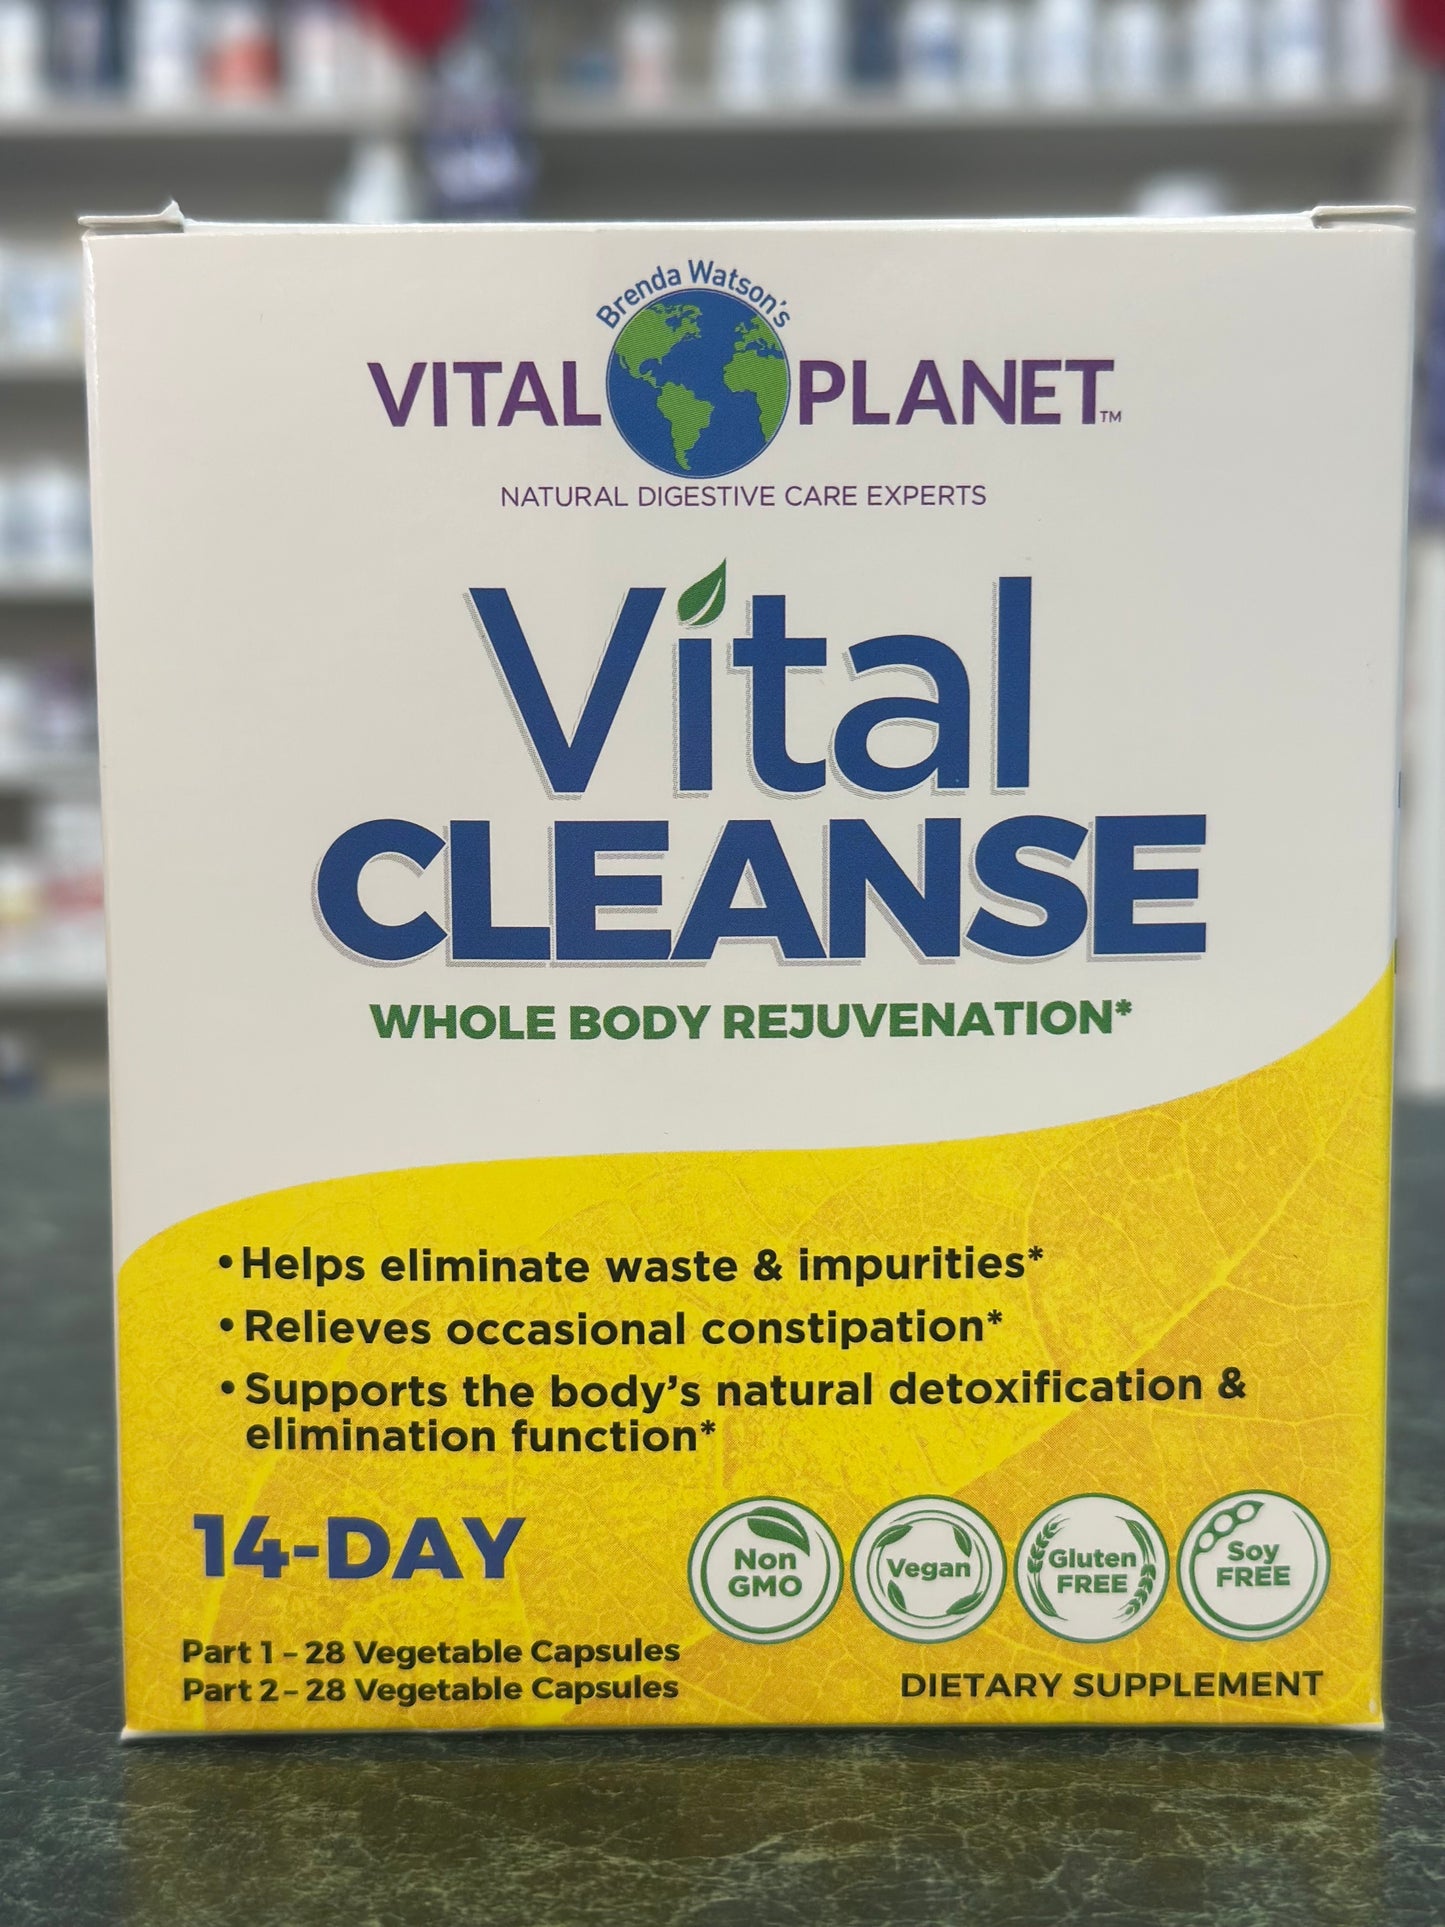 Brenda Watson's
VITAL PLANET™
NATURAL DIGESTIVE CARE EXPERTS
Vital
CLEANSE
WHOLE BODY REJUVENATION*
• Helps eliminate waste & impurities*
• Relieves occasional constipation*
• Supports the body's natural detoxification &
elimination function*
14-DAY
Non
GMO
Vegan
Gluten
FREE
Soy
FREE
Part 1 – 28 Vegetable Capsules
Part 2 – 28 Vegetable Capsules
DIETARY SUPPLEMENT